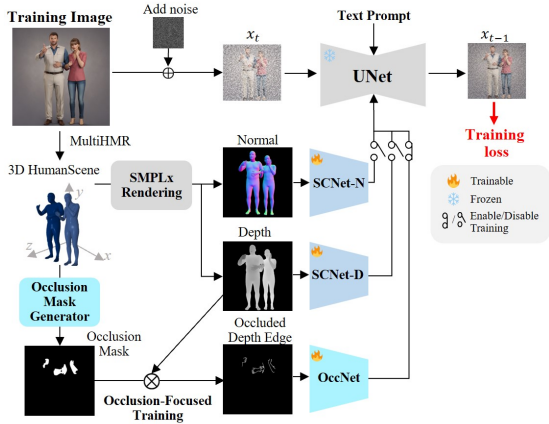 Training Image
Add noise
x_t
Text Prompt
UNet
x_{t-1}
Training
loss
MultiHMR
3D HumanScene
SMPLx
Rendering
Normal
SCNet-N
Trainable
Frozen
/ Enable/Disable
Training
y
z
x
Depth
SCNet-D
Occlusion
Mask
Generator
Occlusion
Mask
Occluded
Depth Edge
OccNet
Occlusion-Focused
Training